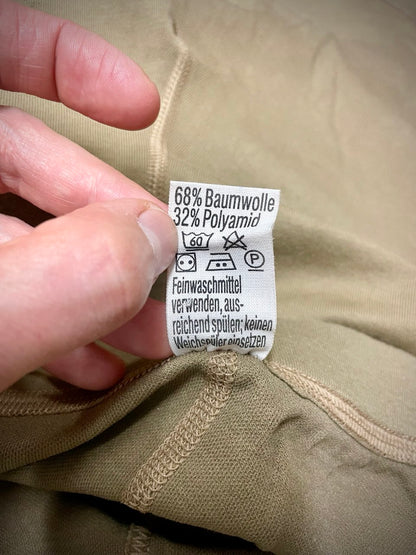 68% Baumwolle
32% Polyamid
60
P
Feinwaschmittel
verwenden, aus-
reichend spülen; keinen
Weichspüler einsetzen